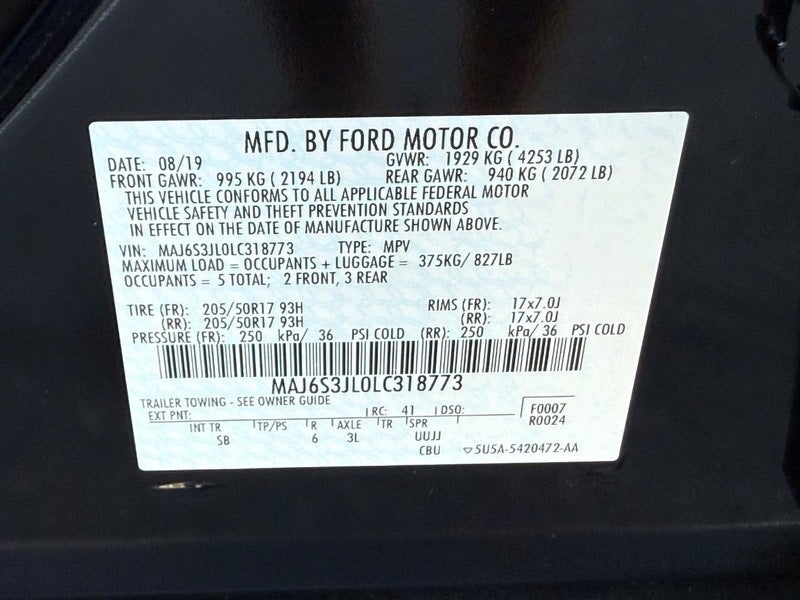 MFD. BY FORD MOTOR CO.
DATE: 08/19 GVWR: 1929 KG ( 4253 LB)
FRONT GAWR: 995 KG ( 2194 LB) REAR GAWR: 940 KG ( 2072 LB)
THIS VEHICLE CONFORMS TO ALL APPLICABLE FEDERAL MOTOR
VEHICLE SAFETY AND THEFT PREVENTION STANDARDS
IN EFFECT ON THE DATE OF MANUFACTURE SHOWN ABOVE.
VIN: MAJ6S3JL0LC318773 TYPE: MPV
MAXIMUM LOAD = OCCUPANTS + LUGGAGE = 375KG/ 827LB
OCCUPANTS = 5 TOTAL; 2 FRONT, 3 REAR
TIRE (FR): 205/50R17 93H RIMS (FR): 17x7.0J
(RR): 205/50R17 93H (RR): 17x7.0J
PRESSURE (FR): 250 kPa/ 36 PSI COLD (RR): 250 kPa/ 36 PSI COLD
MAJ6S3JL0LC318773
TRAILER TOWING - SEE OWNER GUIDE
EXT PNT: RC: 41 DSO: F0007
R0024
INT TR TP/PS R AXLE TR SPR
SB 6 3L UUJJ
CBU ▽5U5A-5420472-AA